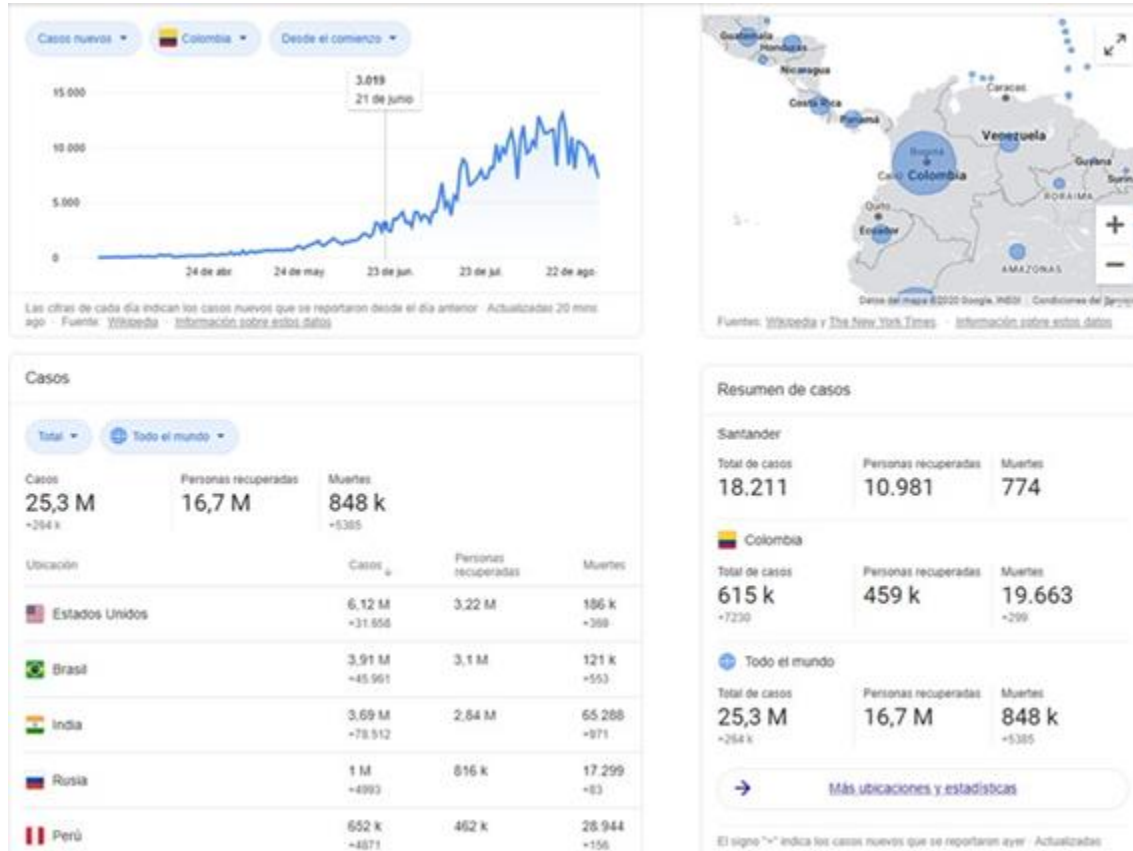 Casos nuevos
Colombia
Desde el comienzo
3.019
21 de junio
15 000
10 000
5.000
0
24 de abr.
24 de may.
23 de jun.
23 de jul.
22 de ago.
Las cifras de cada día indican los casos nuevos que se reportaron desde el día anterior · Actualizadas 20 mins
ago · Fuente: Wikipedia · Información sobre estos datos
Guatemala
Honduras
Nicaragua
Costa Rica
Panamá
Caracas
Venezuela
Guyana
Bogotá
Colombia
RORAIMA
Quito
Ecuador
AMAZONAS
Datos del mapa ©2020 Google, INEGI
Fuentes: Wikipedia y The New York Times · Información sobre estos datos
Casos
Total
Todo el mundo
Casos Personas recuperadas Muertes
25,3 M 16,7 M 848 k
+264 k +5385
Ubicación Casos Personas recuperadas Muertes
Estados Unidos 6,12 M 3,22 M 186 k
+31.658 +369
Brasil 3,91 M 3,1 M 121 k
+45.961 +553
India 3,69 M 2,84 M 65.288
+78.512 +971
Rusia 1 M 816 k 17.299
+4993 +83
Perú 652 k 462 k 28.944
+4871 +156
Resumen de casos
Santander
Total de casos Personas recuperadas Muertes
18.211 10.981 774
Colombia
Total de casos Personas recuperadas Muertes
615 k 459 k 19.663
+7230 +299
Todo el mundo
Total de casos Personas recuperadas Muertes
25,3 M 16,7 M 848 k
+264 k +5385
Más ubicaciones y estadísticas
El signo "+" indica los casos nuevos que se reportaron ayer · Actualizadas